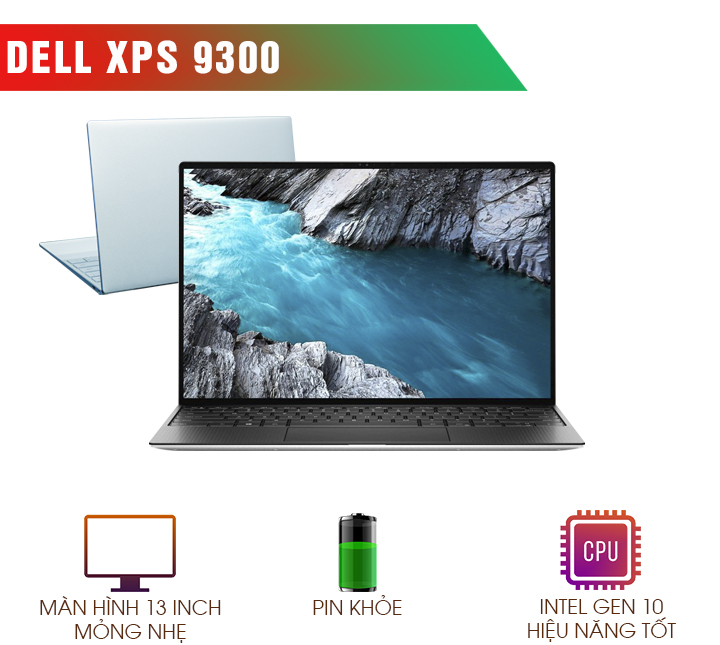 DELL XPS 9300
MÀN HÌNH 13 INCH
MỎNG NHẸ
PIN KHỎE
CPU
INTEL GEN 10
HIỆU NĂNG TỐT